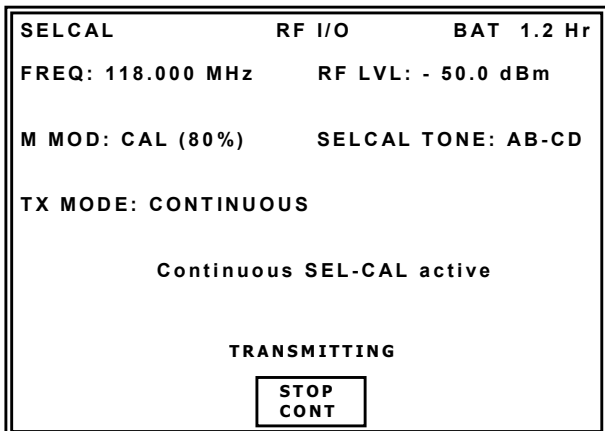 SELCAL RF I/O BAT 1.2 Hr
FREQ: 118.000 MHz RF LVL: - 50.0 dBm
M MOD: CAL (80%) SELCAL TONE: AB-CD
TX MODE: CONTINUOUS
Continuous SEL-CAL active
TRANSMITTING
STOP
CONT